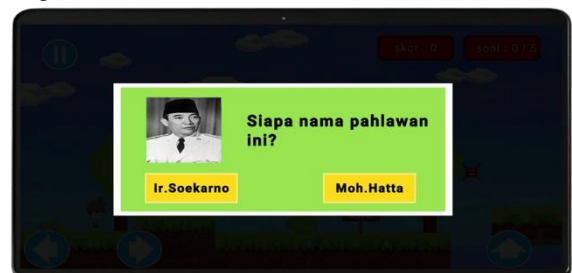 skor : 0
soal : 0 / 5
Siapa nama pahlawan
ini?
Ir.Soekarno
Moh.Hatta